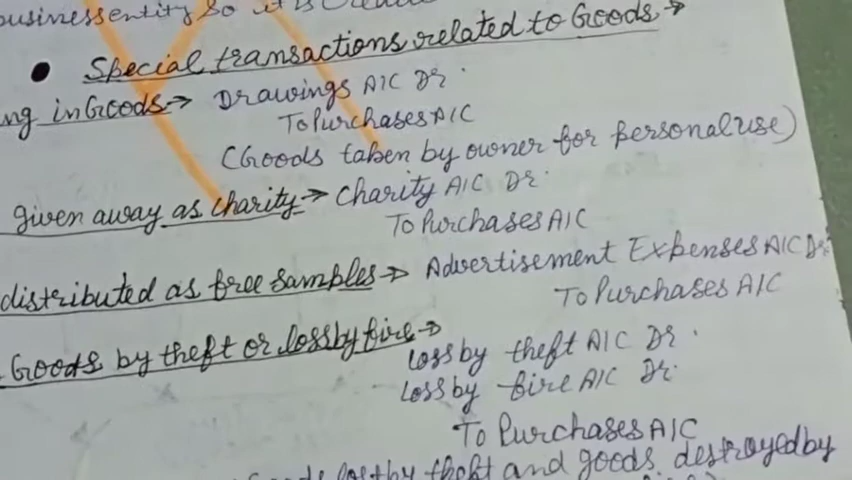 business entity so it is
● Special transactions related to Goods →
ng in Goods → Drawings A/C Dr.
To Purchases A/C
(Goods taken by owner for personal use)
given away as charity → Charity A/C Dr.
To Purchases A/C
distributed as free samples → Advertisement Expenses A/C Dr.
To Purchases A/C
Goods by theft or loss by fire →
Loss by theft A/C Dr.
Loss by fire A/C Dr.
To Purchases A/C
lost by theft and goods destroyed by